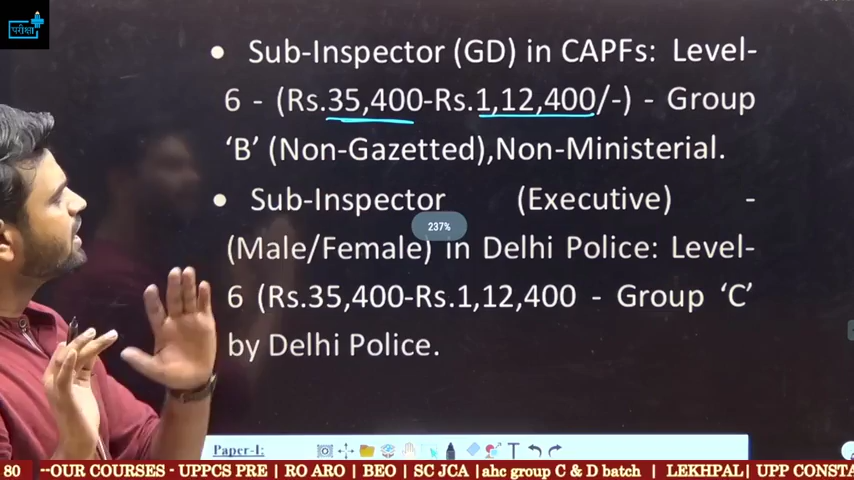 परीक्षा
• Sub-Inspector (GD) in CAPFs: Level-
6 - (Rs.35,400-Rs.1,12,400/-) - Group
‘B’ (Non-Gazetted),Non-Ministerial.
• Sub-Inspector (Executive) -
237%
(Male/Female) in Delhi Police: Level-
6 (Rs.35,400-Rs.1,12,400 - Group ‘C’
by Delhi Police.
Paper-I:
80 --OUR COURSES - UPPCS PRE | RO ARO | BEO | SC JCA |ahc group C & D batch | LEKHPAL| UPP CONSTA